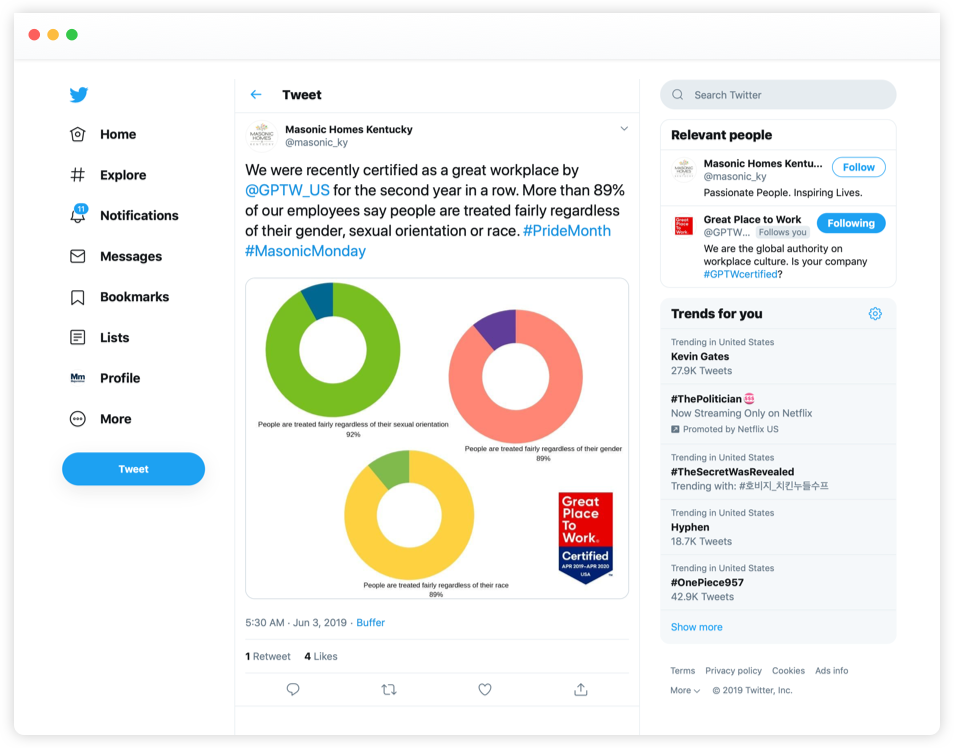 Home
Explore
11
Notifications
Messages
Bookmarks
Lists
Mm
Profile
More
Tweet
Tweet
MASONIC
HOMES
Masonic Homes Kentucky
@masonic_ky
We were recently certified as a great workplace by
@GPTW_US for the second year in a row. More than 89%
of our employees say people are treated fairly regardless
of their gender, sexual orientation or race. #PrideMonth
#MasonicMonday
People are treated fairly regardless of their sexual orientation
92%
People are treated fairly regardless of their gender
89%
People are treated fairly regardless of their race
89%
Great
Place
To
Work®
Certified
APR 2019–APR 2020
USA
™
5:30 AM · Jun 3, 2019 · Buffer
1 Retweet 4 Likes
Search Twitter
Relevant people
Masonic Homes Kentu...
@masonic_ky
Follow
Passionate People. Inspiring Lives.
Great
Place
To
Work
Great Place to Work
@GPTW... Follows you
Following
We are the global authority on
workplace culture. Is your company
#GPTWcertified?
Trends for you
Trending in United States
Kevin Gates
27.9K Tweets
#ThePolitician
Now Streaming Only on Netflix
Promoted by Netflix US
Trending in United States
#TheSecretWasRevealed
Trending with: #호비지_치킨누들수프
Trending in United States
Hyphen
18.7K Tweets
Trending in United States
#OnePiece957
42.9K Tweets
Show more
Terms Privacy policy Cookies Ads info
More © 2019 Twitter, Inc.